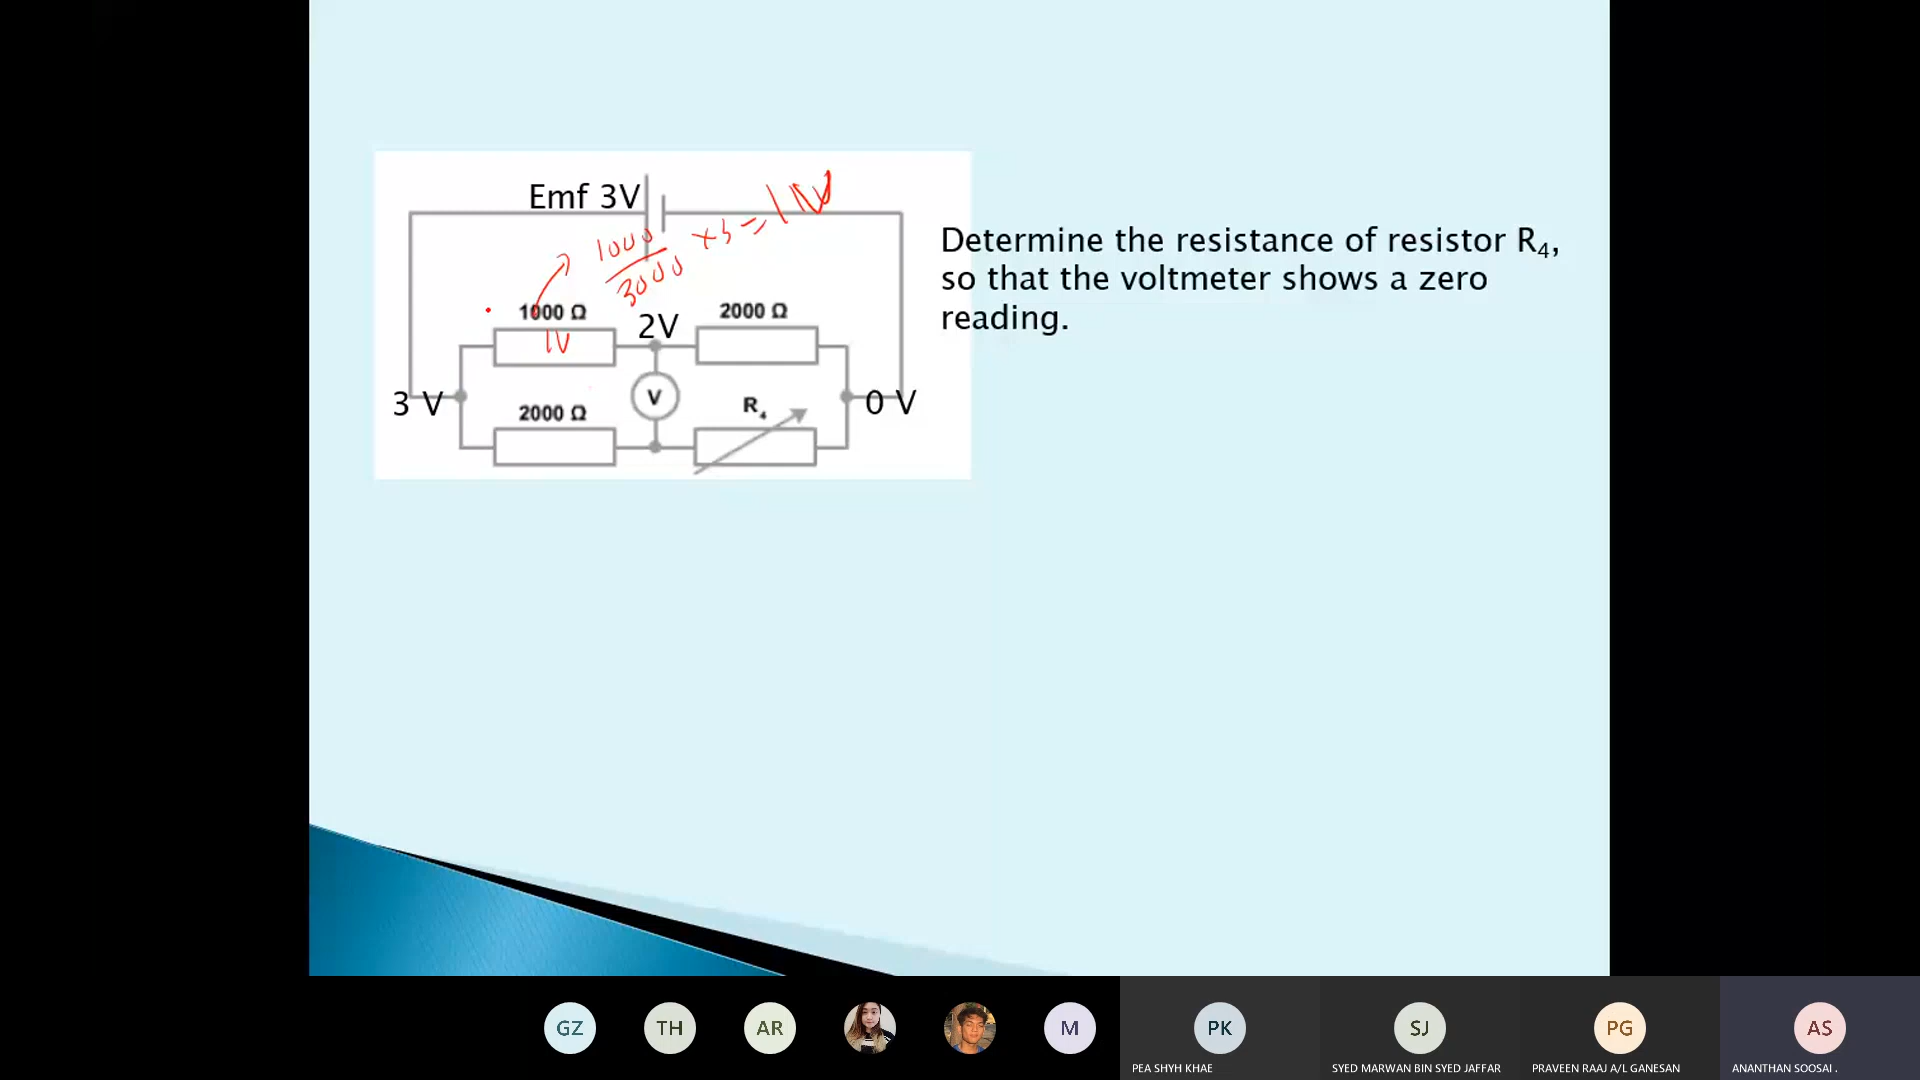 Emf 3V
1000
3000
×3 = 1
1000 Ω
2V
2000 Ω
1V
Determine the resistance of resistor R₄,
so that the voltmeter shows a zero
reading.
3 V
V
0 V
2000 Ω
R₄
GZ
TH
AR
M
PK
SJ
PG
AS
PEA SHYH KHAE
SYED MARWAN BIN SYED JAFFAR
PRAVEEN RAAJ A/L GANESAN
ANANTHAN SOOSAI .